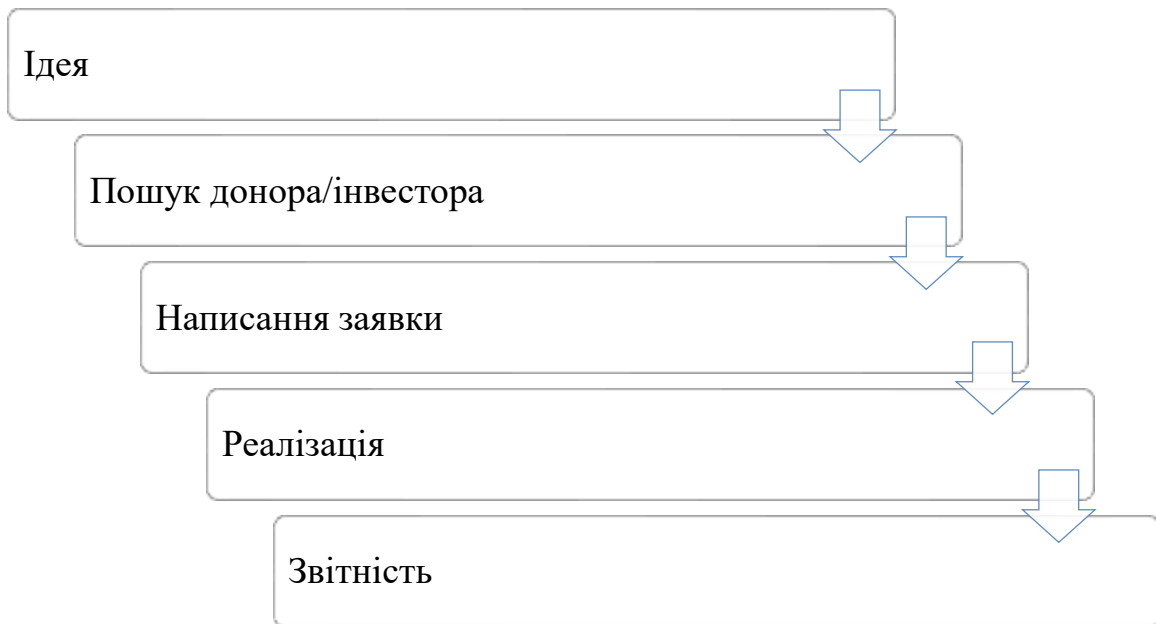 Ідея
Пошук донора/інвестора
Написання заявки
Реалізація
Звітність